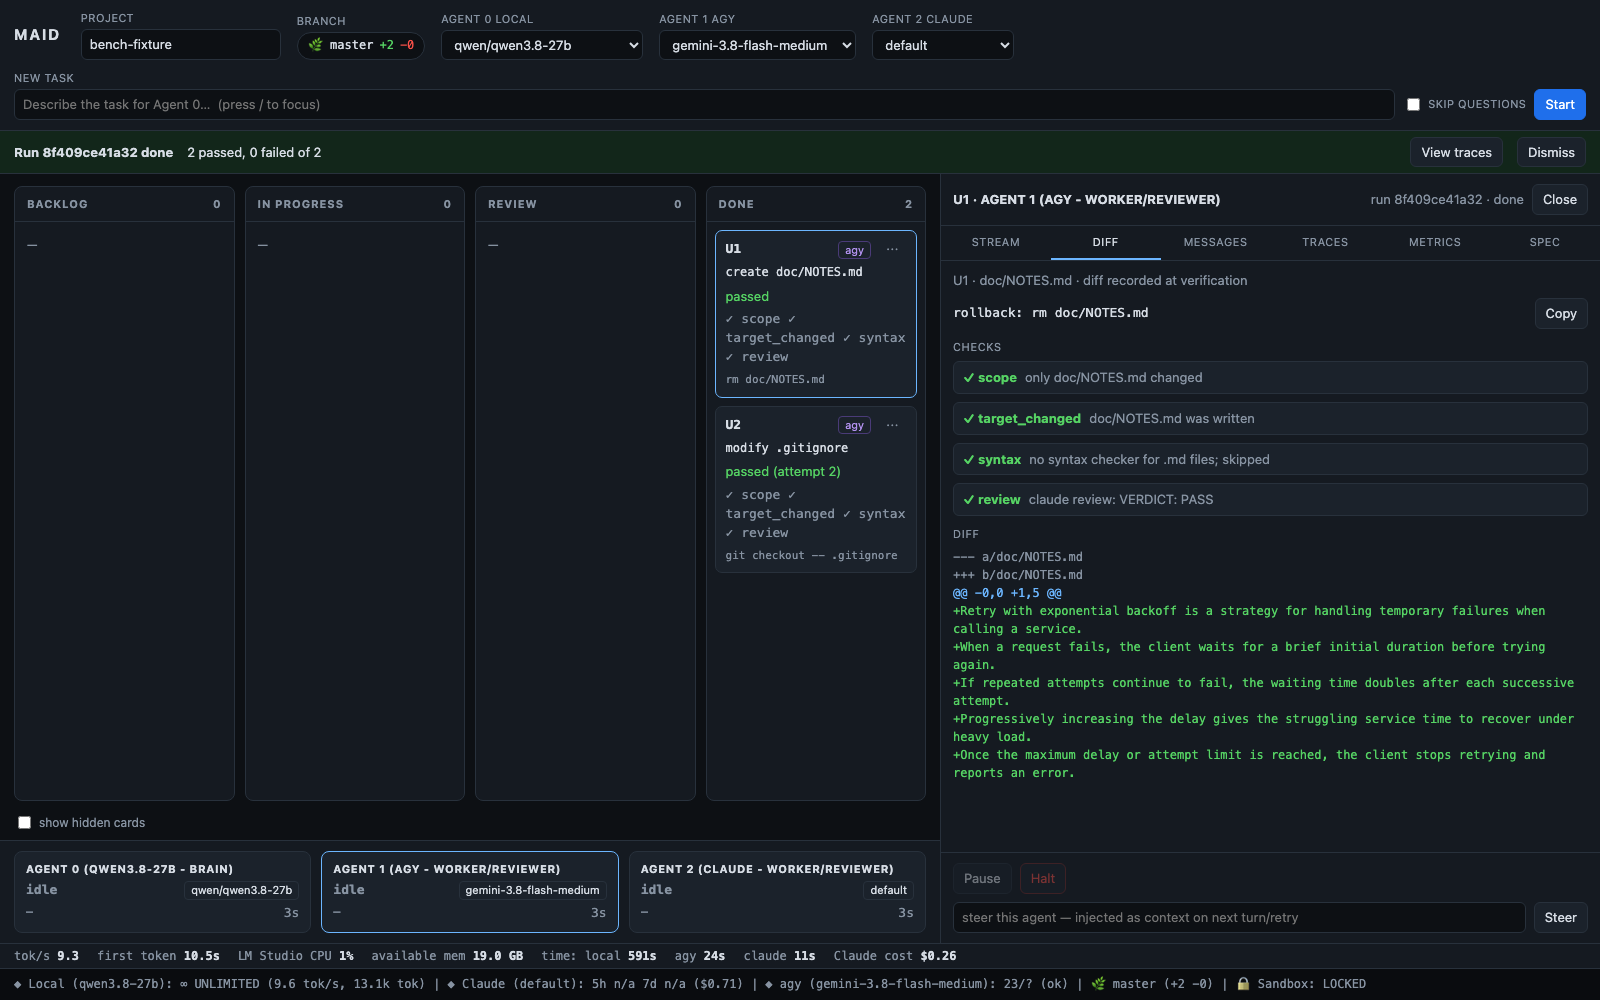 MAID
PROJECT
bench-fixture
BRANCH
master +2 −0
AGENT 0 LOCAL
qwen/qwen3.8-27b
AGENT 1 AGY
gemini-3.8-flash-medium
AGENT 2 CLAUDE
default
NEW TASK
Describe the task for Agent 0... (press / to focus)
SKIP QUESTIONS
Start
Run 8f409ce41a32 done 2 passed, 0 failed of 2
View traces
Dismiss
BACKLOG 0
—
IN PROGRESS 0
—
REVIEW 0
—
DONE 2
U1 agy ...
create doc/NOTES.md
passed
✓ scope ✓
target_changed ✓ syntax
✓ review
rm doc/NOTES.md
U2 agy ...
modify .gitignore
passed (attempt 2)
✓ scope ✓
target_changed ✓ syntax
✓ review
git checkout -- .gitignore
show hidden cards
U1 · AGENT 1 (AGY - WORKER/REVIEWER)
run 8f409ce41a32 · done
Close
STREAM DIFF MESSAGES TRACES METRICS SPEC
U1 · doc/NOTES.md · diff recorded at verification
rollback: rm doc/NOTES.md
Copy
CHECKS
✓ scope only doc/NOTES.md changed
✓ target_changed doc/NOTES.md was written
✓ syntax no syntax checker for .md files; skipped
✓ review claude review: VERDICT: PASS
DIFF
--- a/doc/NOTES.md
+++ b/doc/NOTES.md
@@ -0,0 +1,5 @@
+Retry with exponential backoff is a strategy for handling temporary failures when
calling a service.
+When a request fails, the client waits for a brief initial duration before trying
again.
+If repeated attempts continue to fail, the waiting time doubles after each successive
attempt.
+Progressively increasing the delay gives the struggling service time to recover under
heavy load.
+Once the maximum delay or attempt limit is reached, the client stops retrying and
reports an error.
Pause
Halt
steer this agent — injected as context on next turn/retry
Steer
AGENT 0 (QWEN3.8-27B - BRAIN)
idle qwen/qwen3.8-27b
— 3s
AGENT 1 (AGY - WORKER/REVIEWER)
idle gemini-3.8-flash-medium
— 3s
AGENT 2 (CLAUDE - WORKER/REVIEWER)
idle default
— 3s
tok/s 9.3 first token 10.5s LM Studio CPU 1% available mem 19.0 GB time: local 591s agy 24s claude 11s Claude cost $0.26
◆ Local (qwen3.8-27b): ∞ UNLIMITED (9.6 tok/s, 13.1k tok) | ◆ Claude (default): 5h n/a 7d n/a ($0.71) | ◆ agy (gemini-3.8-flash-medium): 23/? (ok) | 🌿 master (+2 −0) | 🔒 Sandbox: LOCKED